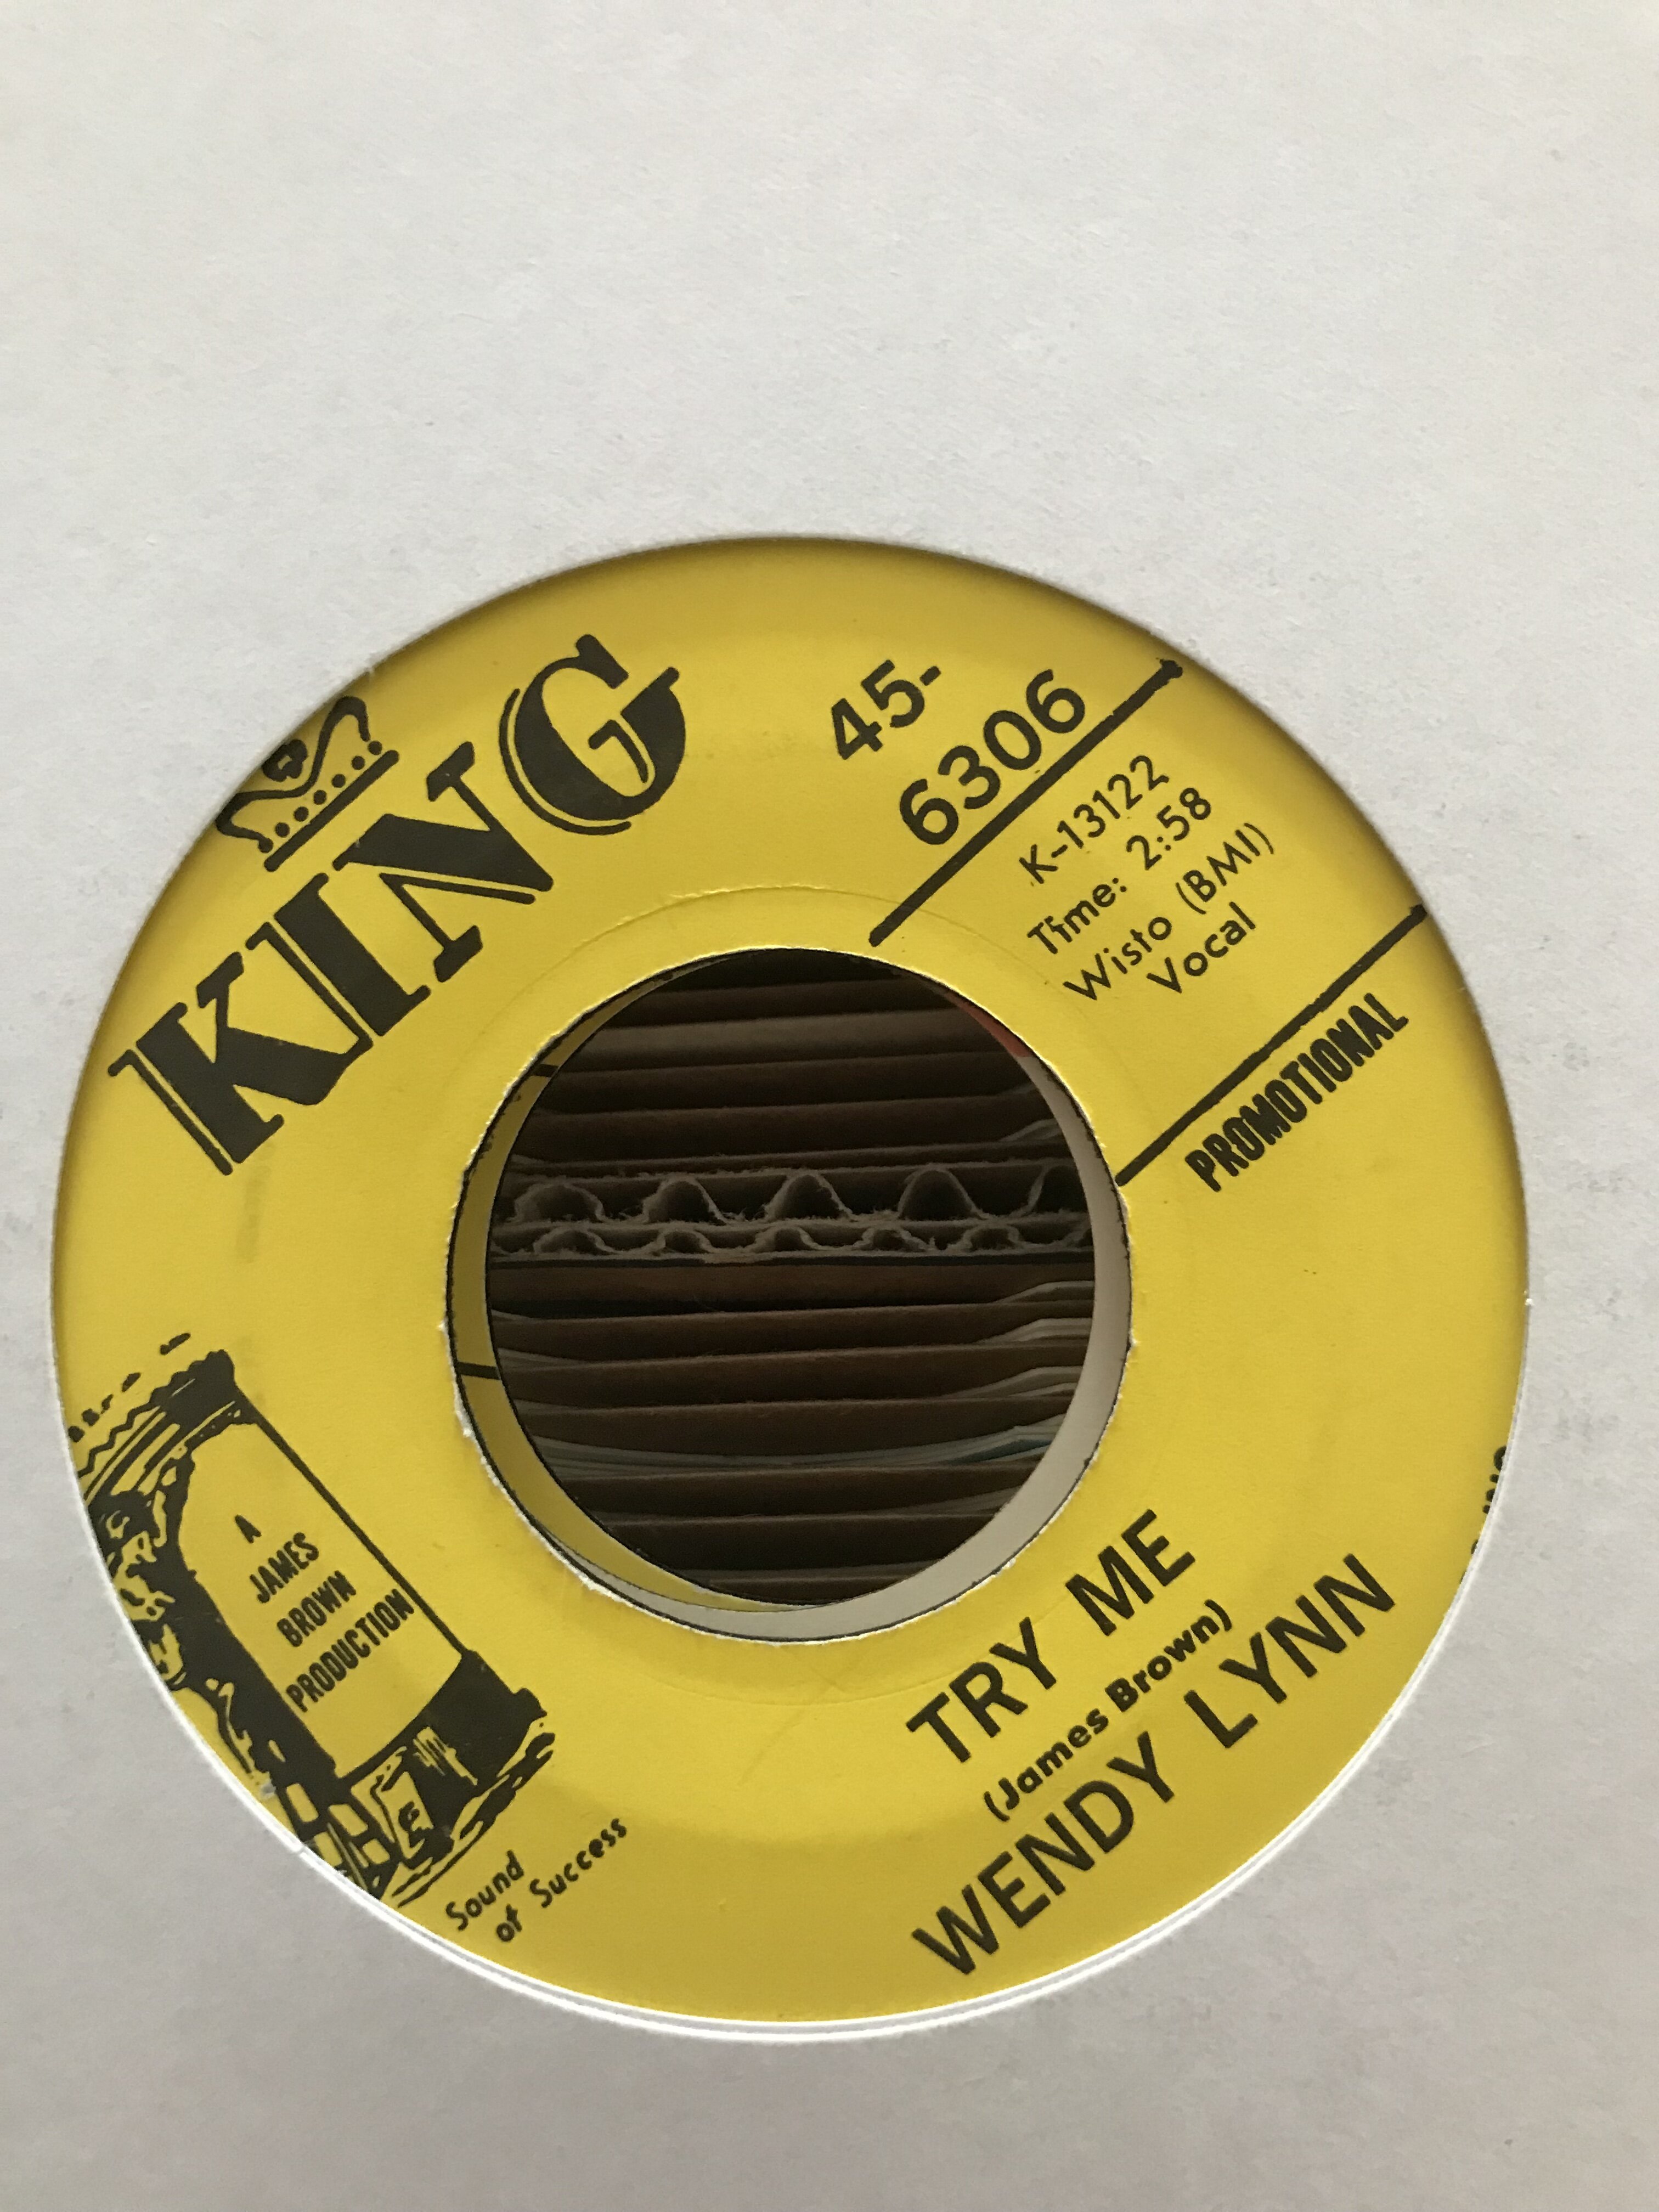 KING
45-
6306
K-13122
Time: 2:58
Wisto (BMI)
Vocal
PROMOTIONAL
A
JAMES
BROWN
PRODUCTION
Sound
of Success
TRY ME
(James Brown)
WENDY LYNN